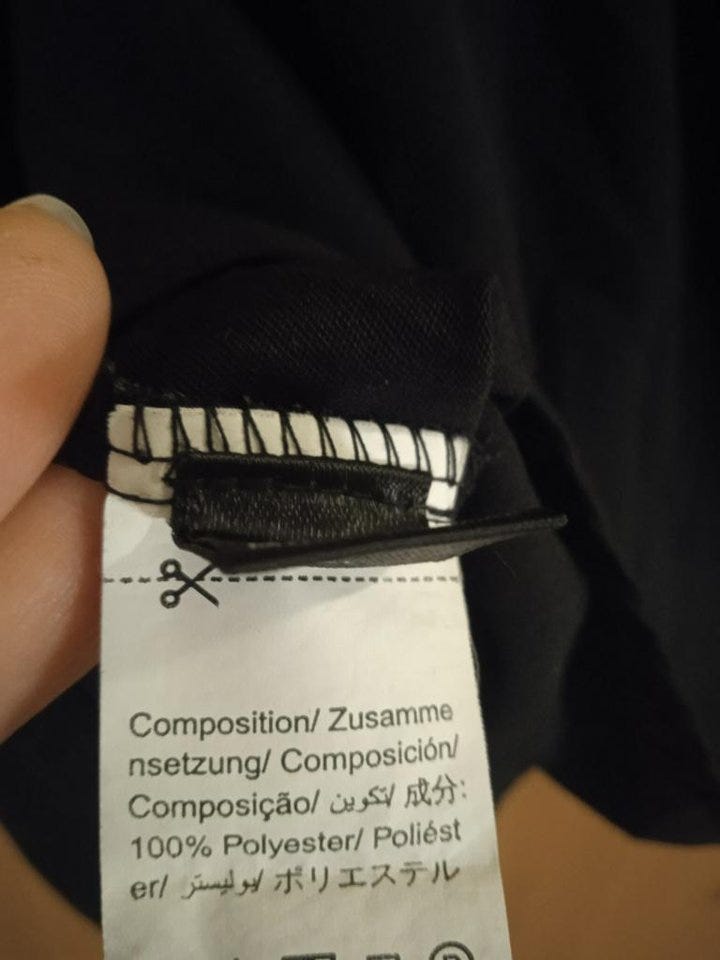 Composition/ Zusamme
nsetzung/ Composición/
Composição/ تكوين/ 成分:
100% Polyester/ Poliést
er/ بوليستر/ ポリエステル